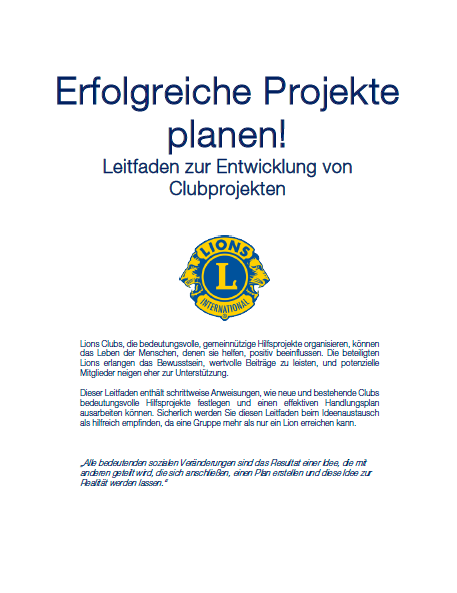 Erfolgreiche Projekte
planen!
Leitfaden zur Entwicklung von
Clubprojekten
LIONS
L
INTERNATIONAL
Lions Clubs, die bedeutungsvolle, gemeinnützige Hilfsprojekte organisieren, können
das Leben der Menschen, denen sie helfen, positiv beeinflussen. Die beteiligten
Lions erlangen das Bewusstsein, wertvolle Beiträge zu leisten, und potenzielle
Mitglieder neigen eher zur Unterstützung.
Dieser Leitfaden enthält schrittweise Anweisungen, wie neue und bestehende Clubs
bedeutungsvolle Hilfsprojekte festlegen und einen effektiven Handlungsplan
ausarbeiten können. Sicherlich werden Sie diesen Leitfaden beim Ideenaustausch
als hilfreich empfinden, da eine Gruppe mehr als nur ein Lion erreichen kann.
„Alle bedeutenden sozialen Veränderungen sind das Resultat einer Idee, die mit
anderen geteilt wird, die sich anschließen, einen Plan erstellen und diese Idee zur
Realität werden lassen.“